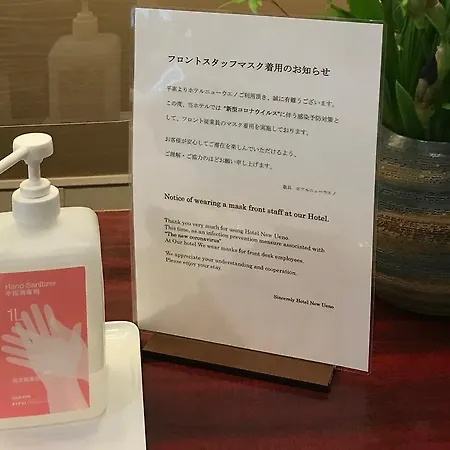 フロントスタッフマスク着用のお知らせ
平素よりホテルニューウエノご利用頂き、誠に有難うございます。
この度、当ホテルでは"新型コロナウイルス"に伴う感染予防対策と
して、フロント従業員のマスク着用を実施しております。
お客様が安心してご滞在を楽しんでいただけるよう、
ご理解・ご協力のほどお願い申し上げます。
敬具 ホテルニューウエノ
Notice of wearing a mask front staff at our Hotel.
Thank you very much for using Hotel New Ueno.
This time, as an infection prevention measure associated with
"The new coronavirus"
At Our hotel We wear masks for front desk employees.
We appreciate your understanding and cooperation.
Please enjoy your stay.
Sincerely Hotel New Ueno
Hand Sanitizer
手指消毒剤
1L